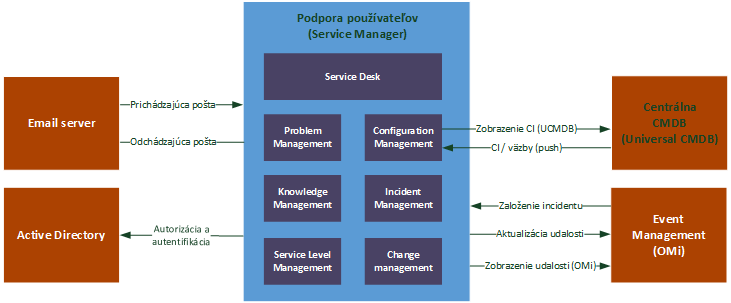 Podpora používateľov
(Service Manager)
Service Desk
Email server
Prichádzajúca pošta
Odchádzajúca pošta
Problem
Management
Configuration
Management
Zobrazenie CI (UCMDB)
CI / väzby (push)
Centrálna
CMDB
(Universal CMDB)
Knowledge
Management
Incident
Management
Active Directory
Autorizácia a
autentifikácia
Service Level
Management
Change
management
Založenie incidentu
Aktualizácia udalosti
Zobrazenie udalosti (OMi)
Event
Management
(OMi)